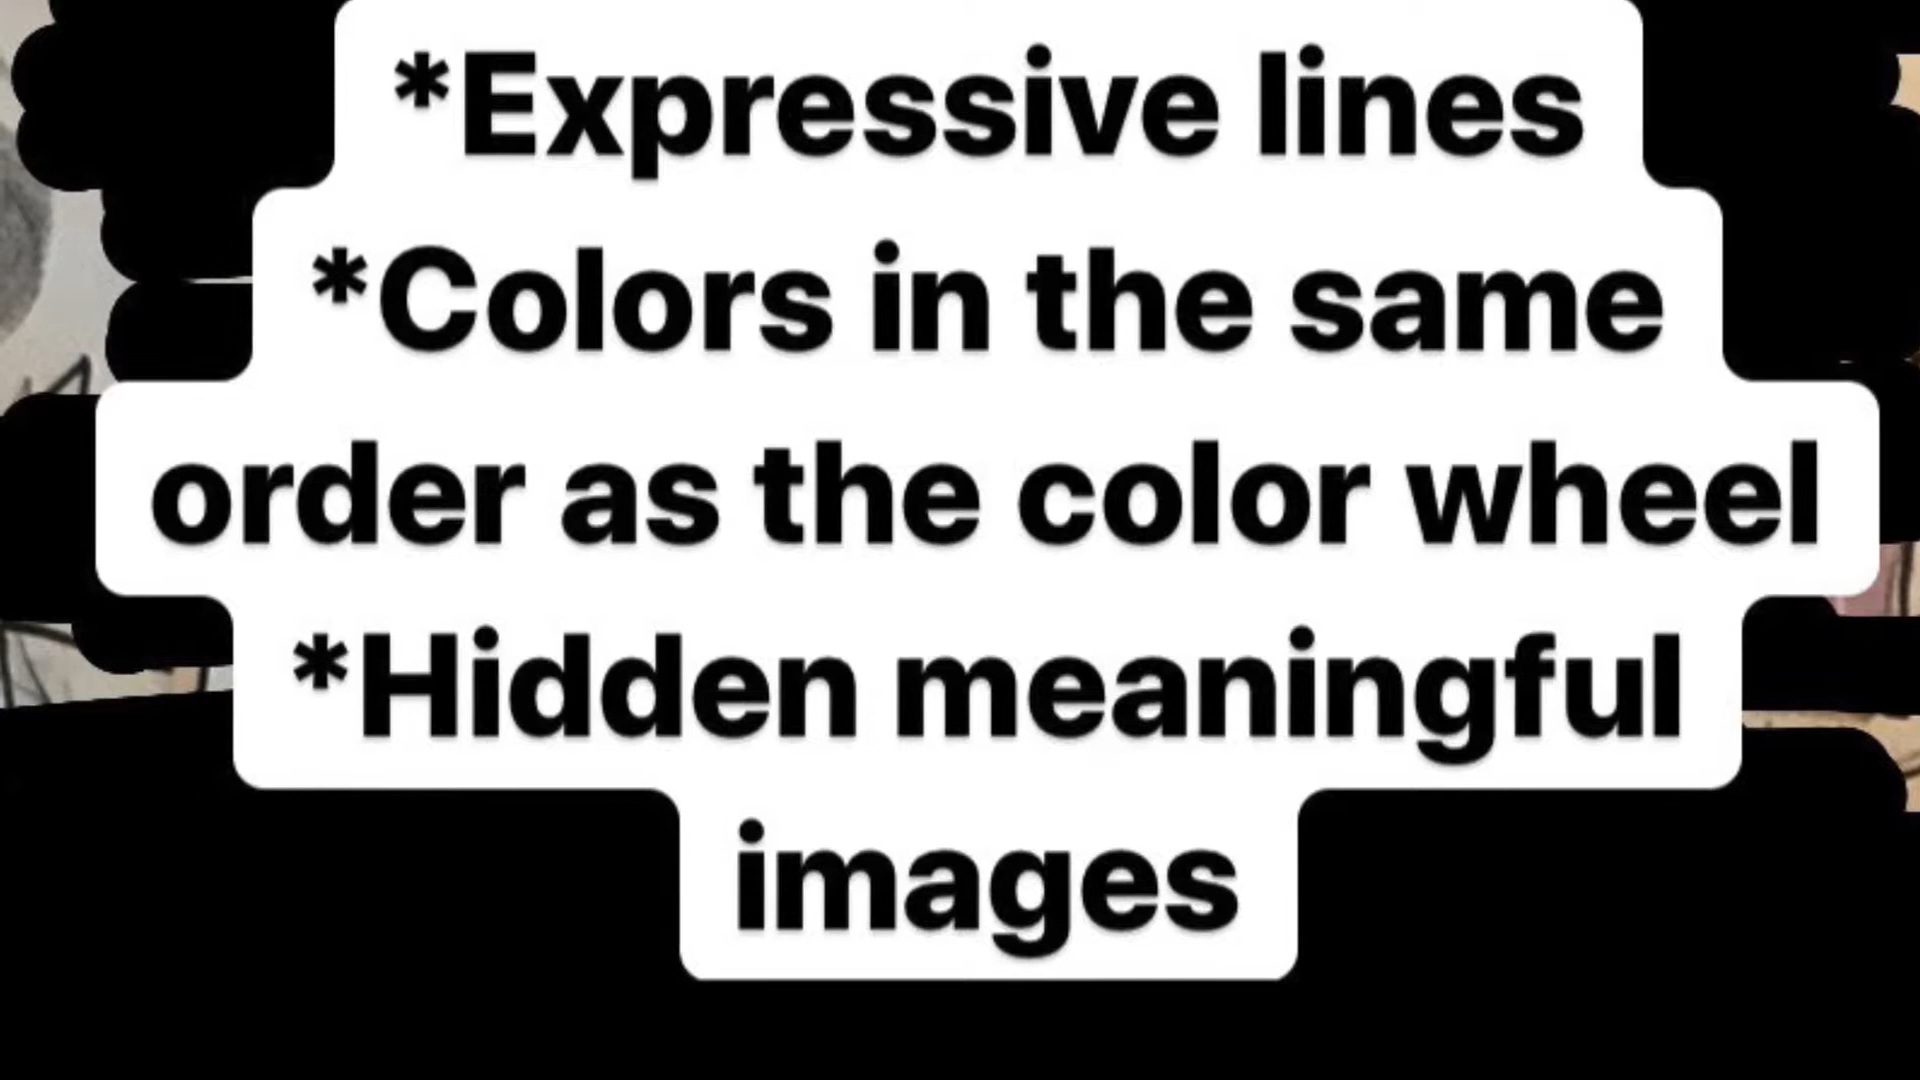 *Expressive lines
*Colors in the same
order as the color wheel
*Hidden meaningful
images